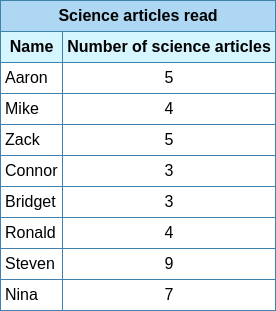 Science articles read
Name Number of science articles
Aaron 5
Mike 4
Zack 5
Connor 3
Bridget 3
Ronald 4
Steven 9
Nina 7